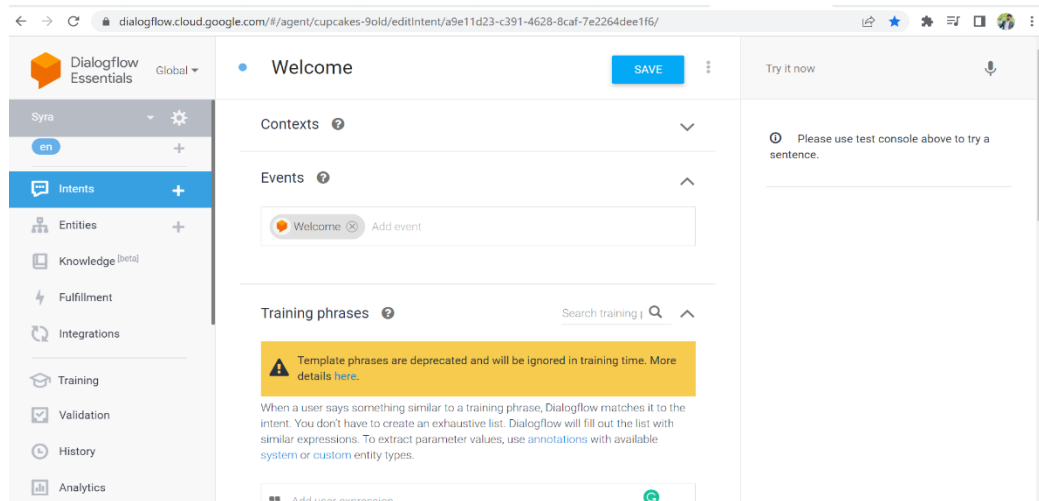 dialogflow.cloud.google.com/#/agent/cupcakes-9old/editIntent/a9e11d23-c391-4628-8caf-7e2264dee1f6/
Dialogflow
Essentials
Global
Welcome
SAVE
Try it now
Syra
en
Contexts
Please use test console above to try a
sentence.
Events
Intents
Welcome
Add event
Entities
Knowledge [beta]
Fulfillment
Training phrases
Search training
Integrations
Template phrases are deprecated and will be ignored in training time. More
details here.
Training
When a user says something similar to a training phrase, Dialogflow matches it to the
intent. You don't have to create an exhaustive list. Dialogflow will fill out the list with
similar expressions. To extract parameter values, use annotations with available
system or custom entity types.
Validation
History
Analytics
Add user expression